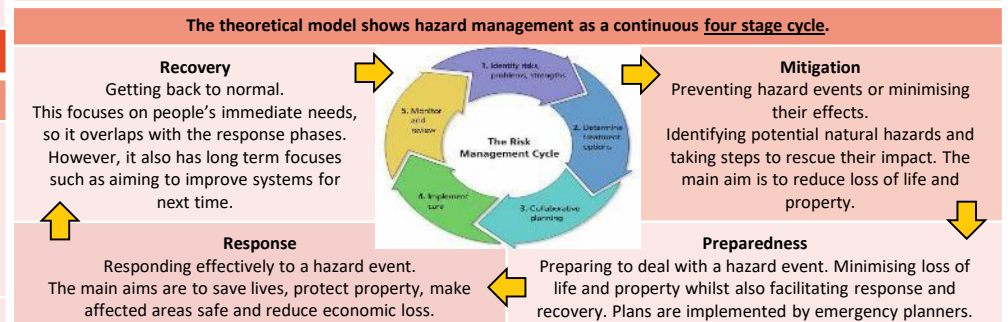 The theoretical model shows hazard management as a continuous four stage cycle.
Recovery
Getting back to normal.
This focuses on people's immediate needs,
so it overlaps with the response phases.
However, it also has long term focuses
such as aiming to improve systems for
next time.
1. Identify risks,
problems, strengths
2. Determine
treatment
options
3. Collaborative
planning
4. Implement
care
5. Monitor
and
review
The Risk
Management Cycle
Mitigation
Preventing hazard events or minimising
their effects.
Identifying potential natural hazards and
taking steps to rescue their impact. The
main aim is to reduce loss of life and
property.
Response
Responding effectively to a hazard event.
The main aims are to save lives, protect property, make
affected areas safe and reduce economic loss.
Preparedness
Preparing to deal with a hazard event. Minimising loss of
life and property whilst also facilitating response and
recovery. Plans are implemented by emergency planners.